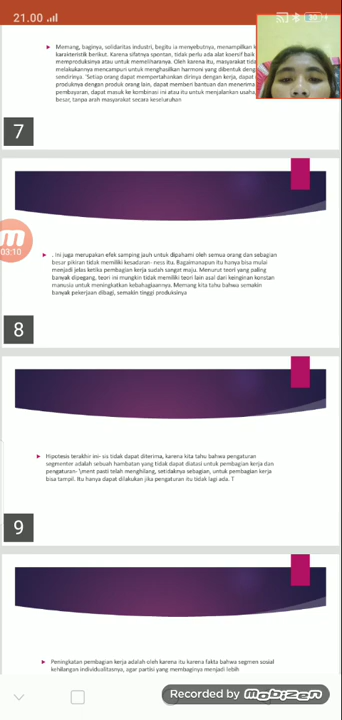 21.00
Memang, baginya, solidaritas industri, begitu ia menyebutnya, menampilkan
karakteristik berikut. Karena sifatnya spontan, tidak perlu ada alat koersif baik
memproduksinya atau untuk memeliharanya. Oleh karena itu, masyarakat
melakukannya mencampuri untuk menghasilkan harmoni yang dibentuk
sendirinya 'Setiap orang dapat mempertahankan dirinya dengan kerja, dapat
produknya dengan produk orang lain, dapat memberi bantuan dan menerima
pembayaran, dapat masuk ke kombinasi ini atau itu untuk menjalankan usaha,
besar, tanpa arah masyarakat secara keseluruhan
7
03:10
. Ini juga merupakan efek samping jauh untuk dipahami oleh semua orang dan sebagian
besar pikiran tidak memiliki kesadaran- ness itu. Bagaimanapun itu hanya bisa mulai
menjadi jelas ketika pembagian kerja sudah sangat maju. Menurut teori yang paling
banyak dipegang, teori ini mungkin tidak memiliki teori lain asal dari keinginan konstan
manusia untuk meningkatkan kebahagiaannya. Memang kita tahu bahwa semakin
banyak pekerjaan dibagi, semakin tinggi produksinya
8
Hipotesis terakhir ini- sis tidak dapat diterima, karena kita tahu bahwa pengaturan
segmenter adalah sebuah hambatan yang tidak dapat diatasi untuk pembagian kerja dan
pengaturan- \ment pasti telah menghilang, setidaknya sebagian, untuk pembagian kerja
bisa tampil. Itu hanya dapat dilakukan jika pengaturan itu tidak lagi ada. T
9
Peningkatan pembagian kerja adalah oleh karena itu karena fakta bahwa segmen sosial
kehilangan individualitasnya, agar partisi yang membaginya menjadi lebih
Recorded by mobizen